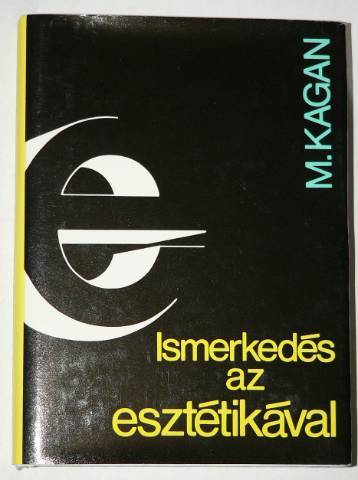 M. KAGAN
e
Ismerkedés
az
esztétikával